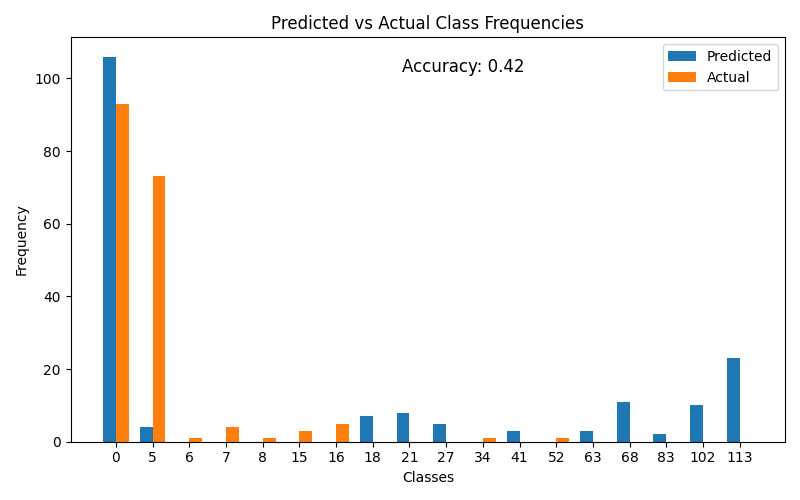 Predicted vs Actual Class Frequencies
Accuracy: 0.42
Predicted
Actual
Frequency
100
80
60
40
20
0
0 5 6 7 8 15 16 18 21 27 34 41 52 63 68 83 102 113
Classes